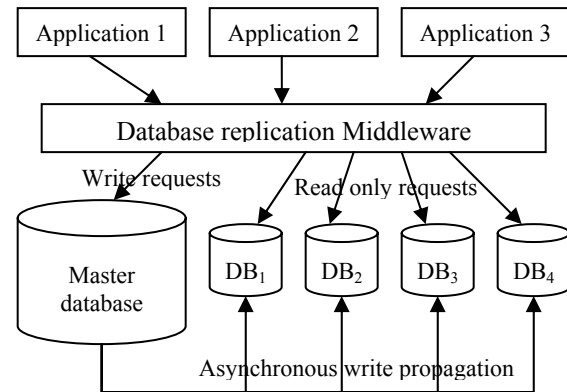 Application 1
Application 2
Application 3
Database replication Middleware
Write requests
Read only requests
Master
database
DB₁
DB₂
DB₃
DB₄
Asynchronous write propagation